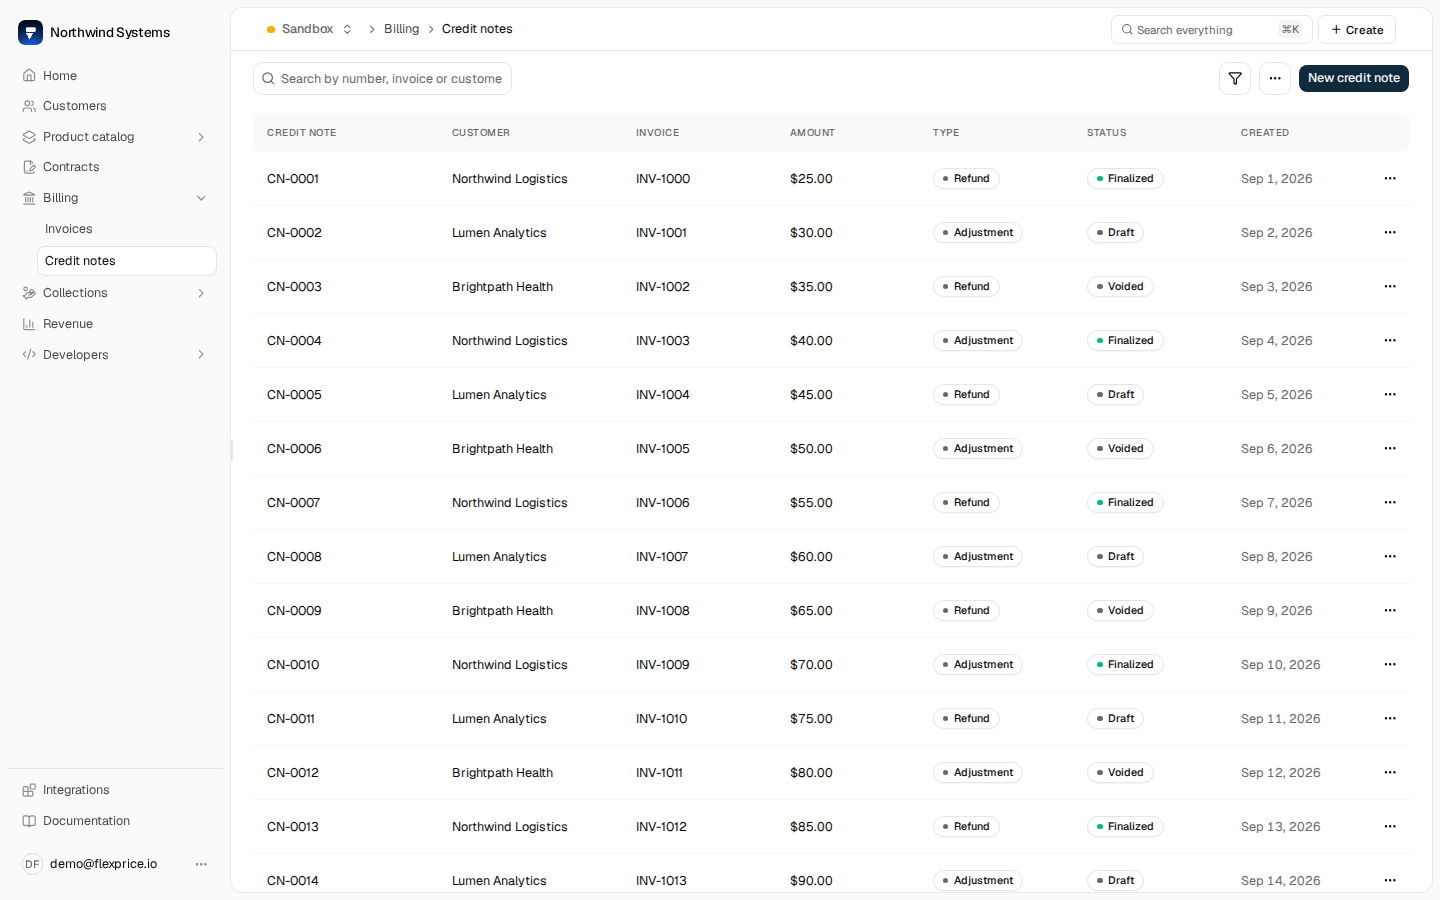 Northwind Systems
Home
Customers
Product catalog
Contracts
Billing
Invoices
Credit notes
Collections
Revenue
Developers
Integrations
Documentation
DF demo@flexprice.io
Sandbox Billing Credit notes
Search everything ⌘K
+ Create
Search by number, invoice or custome
New credit note
CREDIT NOTE CUSTOMER INVOICE AMOUNT TYPE STATUS CREATED
CN-0001 Northwind Logistics INV-1000 $25.00 Refund Finalized Sep 1, 2026
CN-0002 Lumen Analytics INV-1001 $30.00 Adjustment Draft Sep 2, 2026
CN-0003 Brightpath Health INV-1002 $35.00 Refund Voided Sep 3, 2026
CN-0004 Northwind Logistics INV-1003 $40.00 Adjustment Finalized Sep 4, 2026
CN-0005 Lumen Analytics INV-1004 $45.00 Refund Draft Sep 5, 2026
CN-0006 Brightpath Health INV-1005 $50.00 Adjustment Voided Sep 6, 2026
CN-0007 Northwind Logistics INV-1006 $55.00 Refund Finalized Sep 7, 2026
CN-0008 Lumen Analytics INV-1007 $60.00 Adjustment Draft Sep 8, 2026
CN-0009 Brightpath Health INV-1008 $65.00 Refund Voided Sep 9, 2026
CN-0010 Northwind Logistics INV-1009 $70.00 Adjustment Finalized Sep 10, 2026
CN-0011 Lumen Analytics INV-1010 $75.00 Refund Draft Sep 11, 2026
CN-0012 Brightpath Health INV-1011 $80.00 Adjustment Voided Sep 12, 2026
CN-0013 Northwind Logistics INV-1012 $85.00 Refund Finalized Sep 13, 2026
CN-0014 Lumen Analytics INV-1013 $90.00 Adjustment Draft Sep 14, 2026